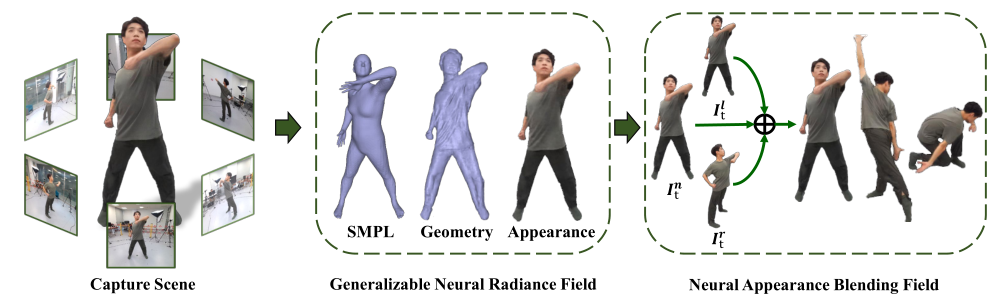 SMPL
Geometry
Appearance
I_t^l
I_t^n
I_t^r
Capture Scene
Generalizable Neural Radiance Field
Neural Appearance Blending Field